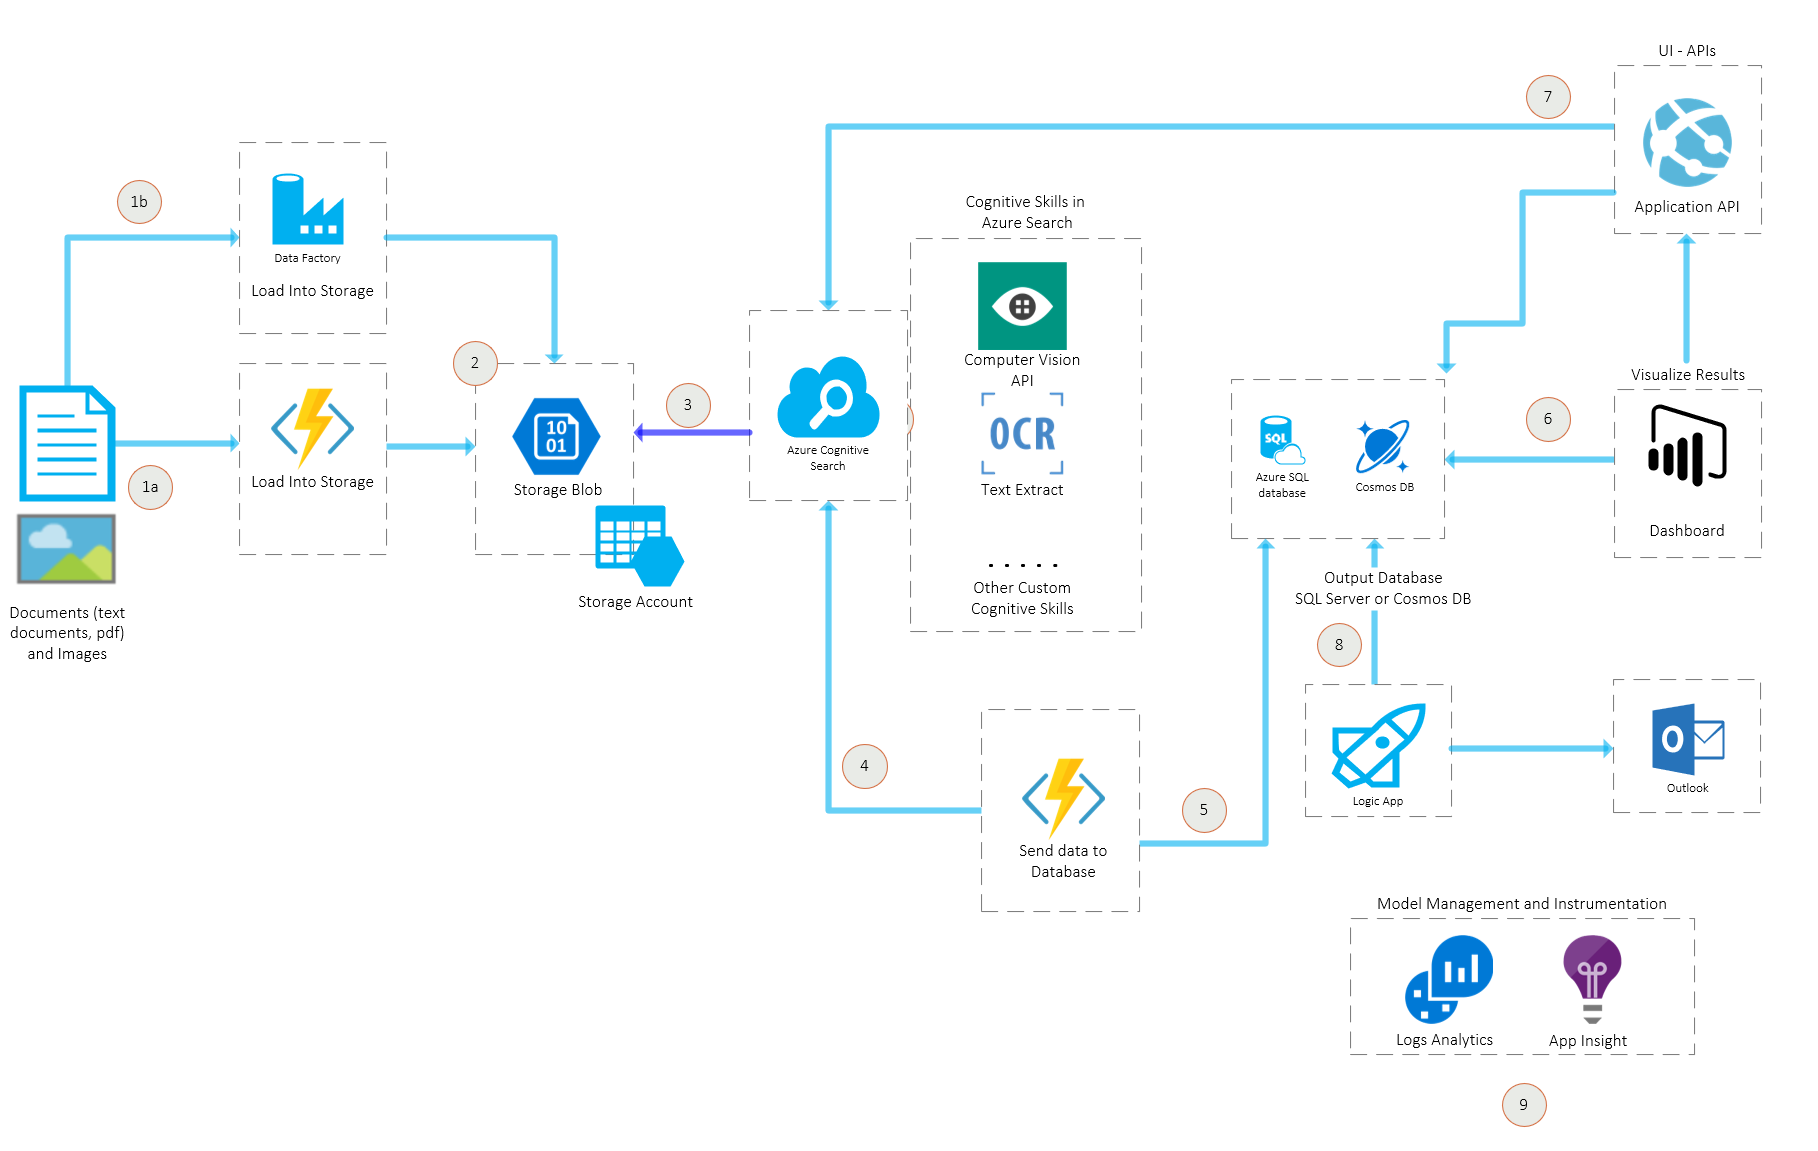 UI - APIs
7
Application API
1b
Data Factory
Load Into Storage
Cognitive Skills in
Azure Search
Computer Vision
API
OCR
Text Extract
. . . . .
Other Custom
Cognitive Skills
2
10
01
Storage Blob
Storage Account
3
Azure Cognitive
Search
Load Into Storage
1a
Documents (text
documents, pdf)
and Images
Visualize Results
6
Dashboard
SQL
Azure SQL
database
Cosmos DB
Output Database
SQL Server or Cosmos DB
8
Logic App
O
Outlook
4
5
Send data to
Database
Model Management and Instrumentation
Logs Analytics
App Insight
9